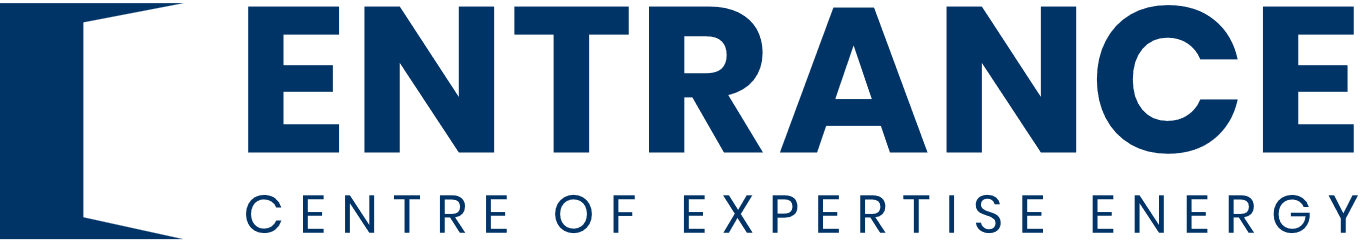 ENTRANCE
CENTRE OF EXPERTISE ENERGY